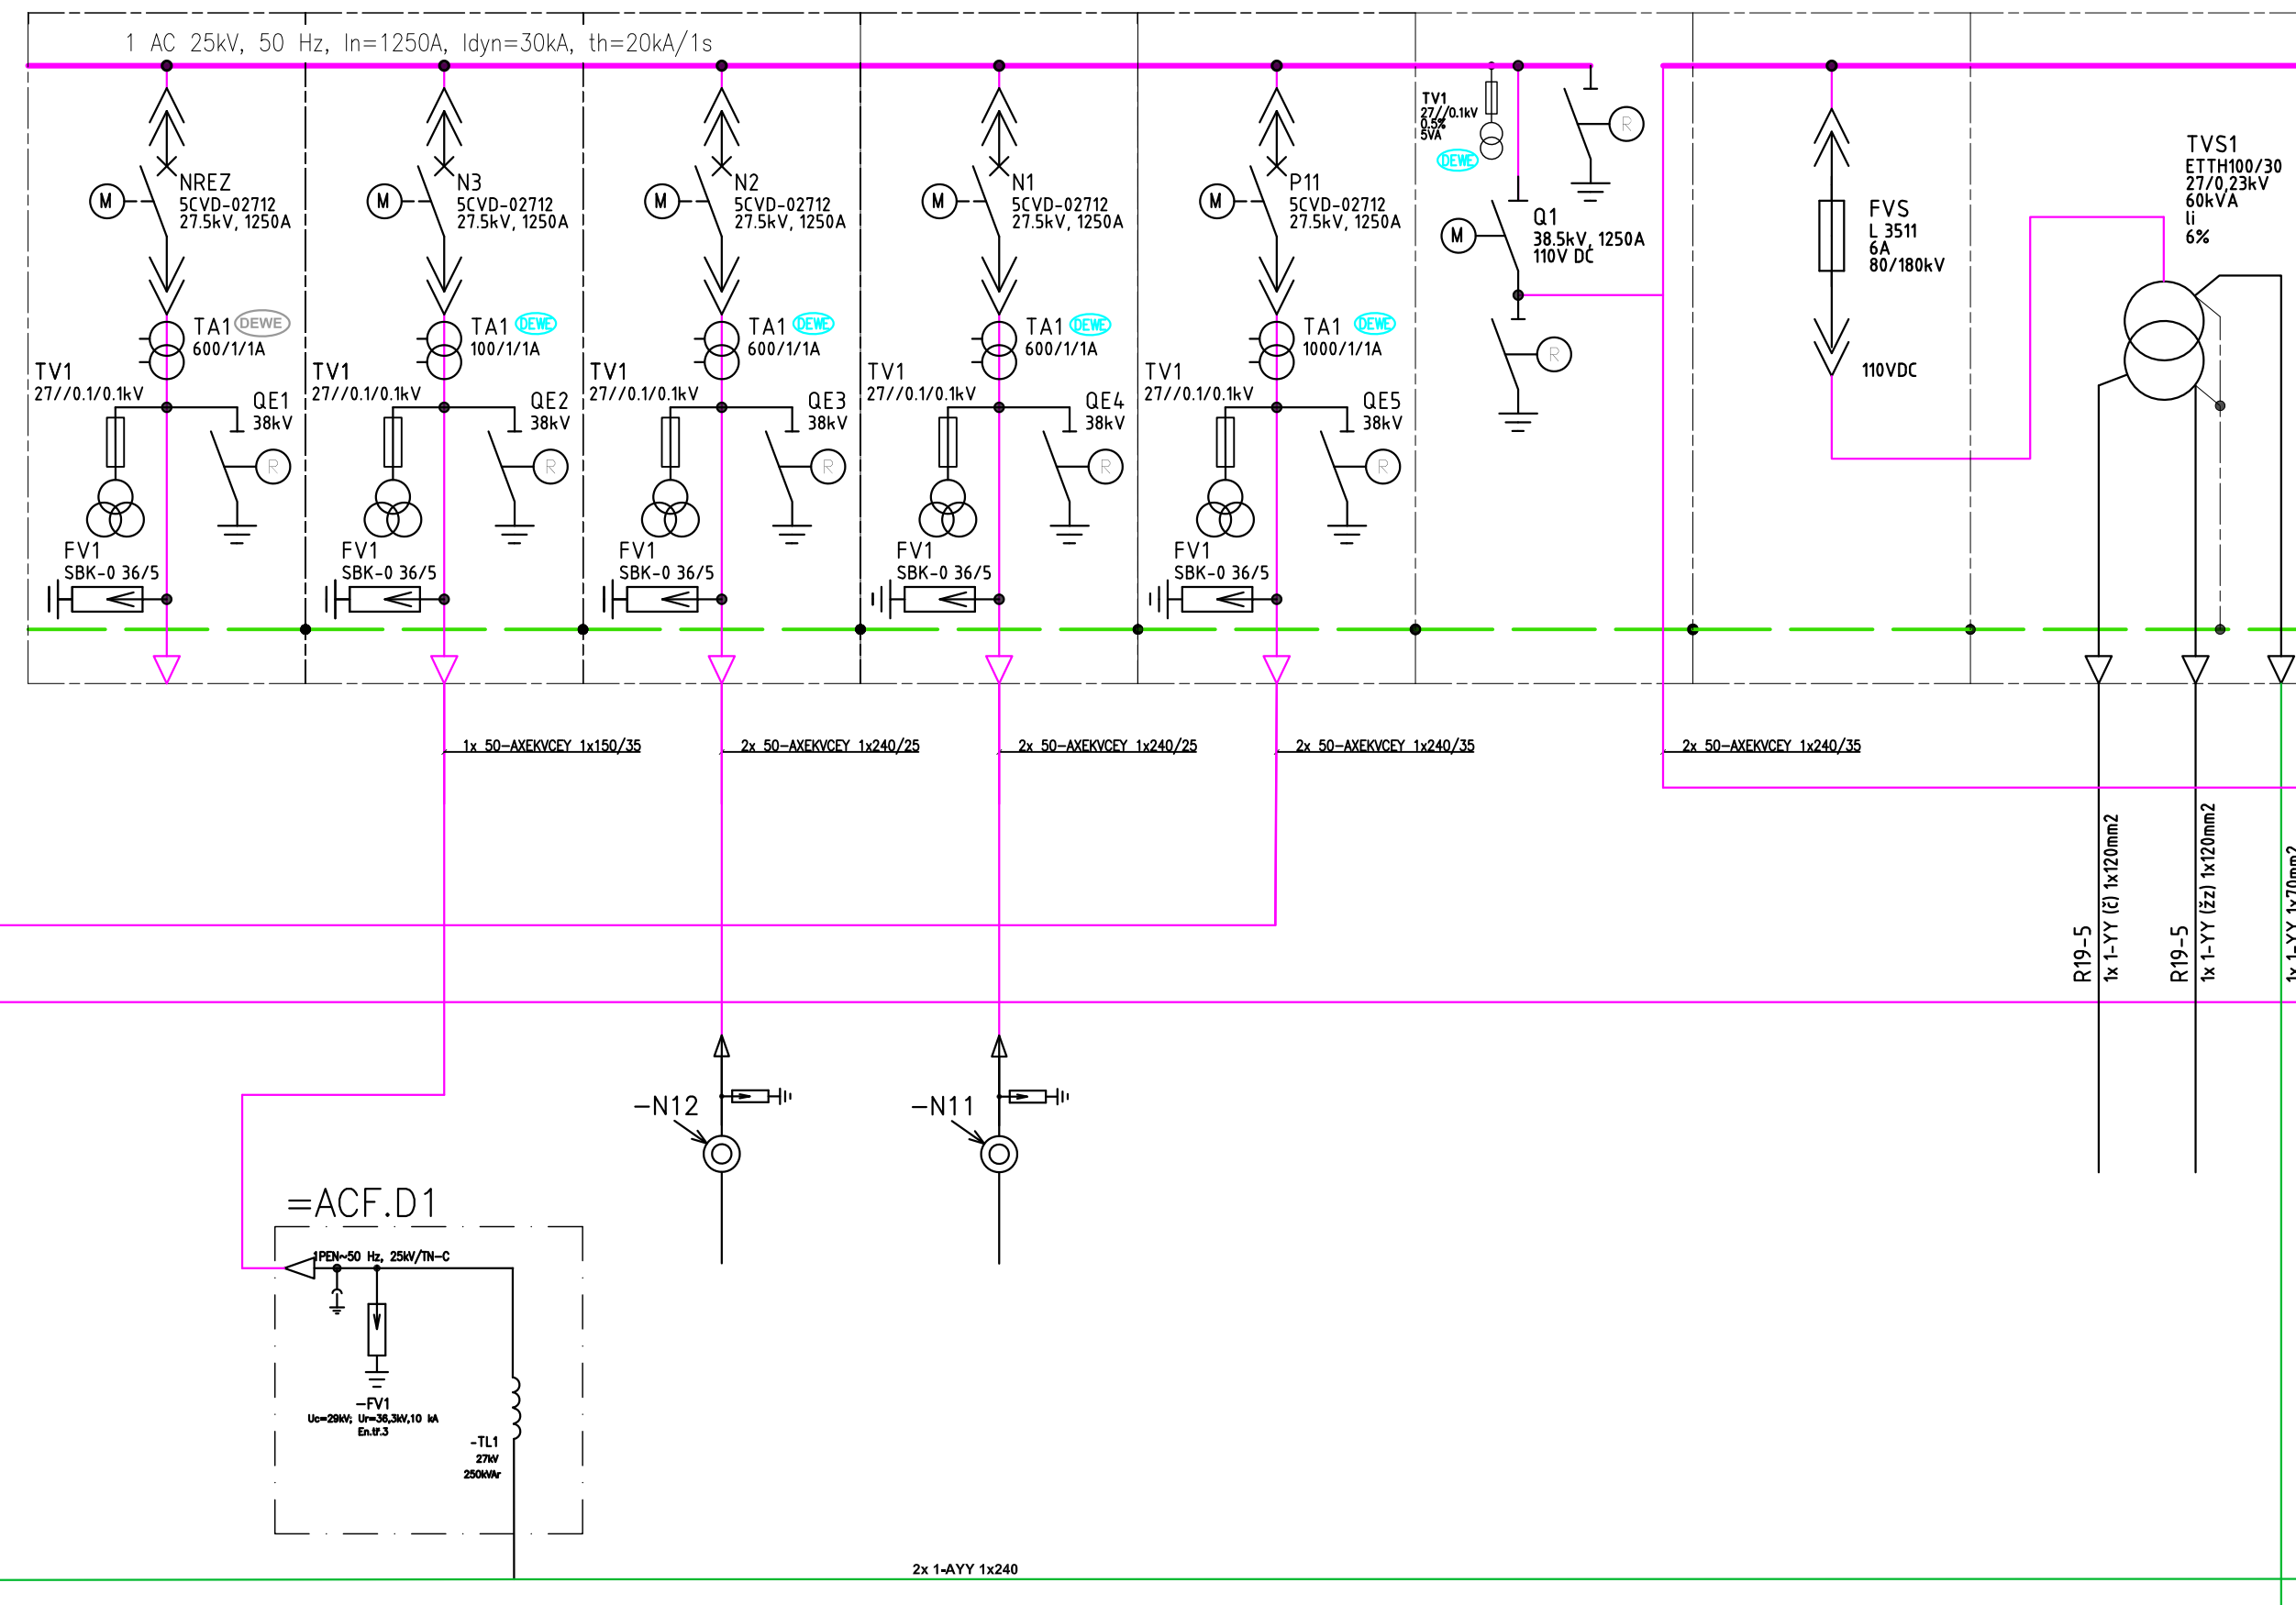 1 AC 25kV, 50 Hz, In=1250A, Idyn=30kA, th=20kA/1s
M
NREZ
5CVD-02712
27.5kV, 1250A
TA1
DEWE
600/1/1A
TV1
27//0.1/0.1kV
QE1
38kV
R
FV1
SBK-0 36/5
M
N3
5CVD-02712
27.5kV, 1250A
TA1
DEWE
100/1/1A
TV1
27//0.1/0.1kV
QE2
38kV
R
FV1
SBK-0 36/5
M
N2
5CVD-02712
27.5kV, 1250A
TA1
DEWE
600/1/1A
TV1
27//0.1/0.1kV
QE3
38kV
R
FV1
SBK-0 36/5
M
N1
5CVD-02712
27.5kV, 1250A
TA1
DEWE
600/1/1A
TV1
27//0.1/0.1kV
QE4
38kV
R
FV1
SBK-0 36/5
M
P11
5CVD-02712
27.5kV, 1250A
TA1
DEWE
1000/1/1A
TV1
27//0.1/0.1kV
QE5
38kV
R
FV1
SBK-0 36/5
TV1
27//0.1kV
0.5%
5VA
DEWE
R
M
Q1
38.5kV, 1250A
110V DC
R
FVS
L 3511
6A
80/180kV
110VDC
TVS1
ETTH100/30
27/0,23kV
60kVA
Ii
6%
1x 50-AXEKVCEY 1x150/35
2x 50-AXEKVCEY 1x240/25
2x 50-AXEKVCEY 1x240/25
2x 50-AXEKVCEY 1x240/35
2x 50-AXEKVCEY 1x240/35
R19-5
1x 1-YY (č) 1x120mm2
R19-5
1x 1-YY (žz) 1x120mm2
1x 1-YY 1x70mm2
-N12
-N11
=ACF.D1
1PEN~50 Hz, 25kV/TN-C
-FV1
Uc=29kV; Ur=36,3kV,10 kA
En.tř.3
-TL1
27kV
250kVAr
2x 1-AYY 1x240